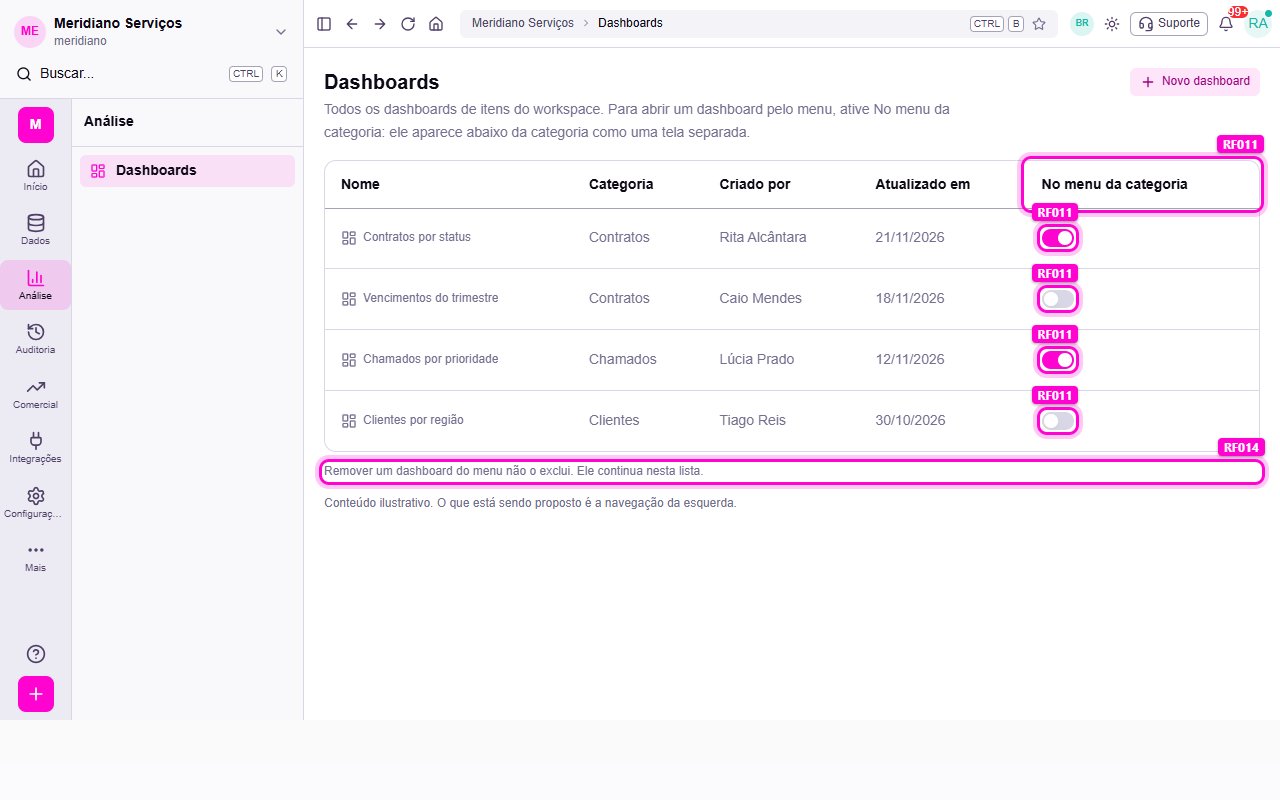 ME
Meridiano Serviços
meridiano
Buscar...
CTRL K
M
Início
Dados
Análise
Auditoria
Comercial
Integrações
Configuraç...
Mais
Análise
Dashboards
Meridiano Serviços > Dashboards
CTRL B
BR
Suporte
99+
RA
Dashboards
Novo dashboard
Todos os dashboards de itens do workspace. Para abrir um dashboard pelo menu, ative No menu da
categoria: ele aparece abaixo da categoria como uma tela separada.
RF011
Nome Categoria Criado por Atualizado em No menu da categoria
RF011
Contratos por status Contratos Rita Alcântara 21/11/2026
RF011
Vencimentos do trimestre Contratos Caio Mendes 18/11/2026
RF011
Chamados por prioridade Chamados Lúcia Prado 12/11/2026
RF011
Clientes por região Clientes Tiago Reis 30/10/2026
RF014
Remover um dashboard do menu não o exclui. Ele continua nesta lista.
Conteúdo ilustrativo. O que está sendo proposto é a navegação da esquerda.